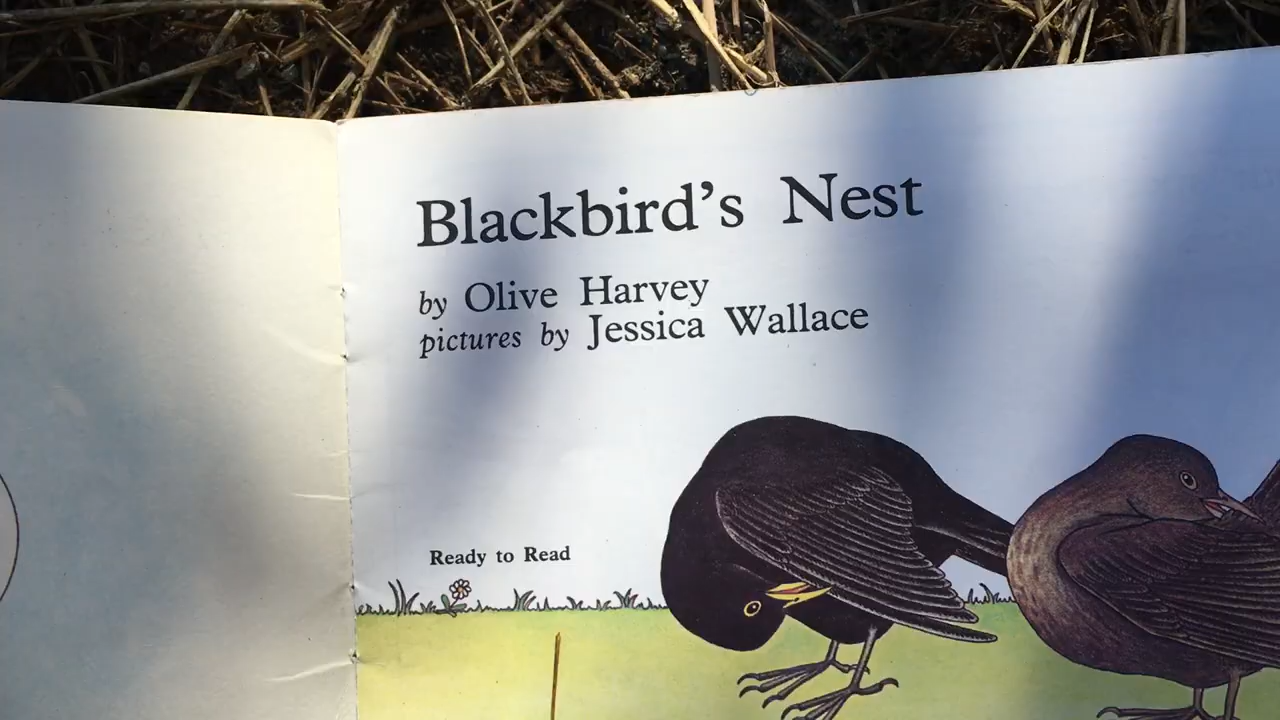 Blackbird's Nest
by Olive Harvey
pictures by Jessica Wallace
Ready to Read